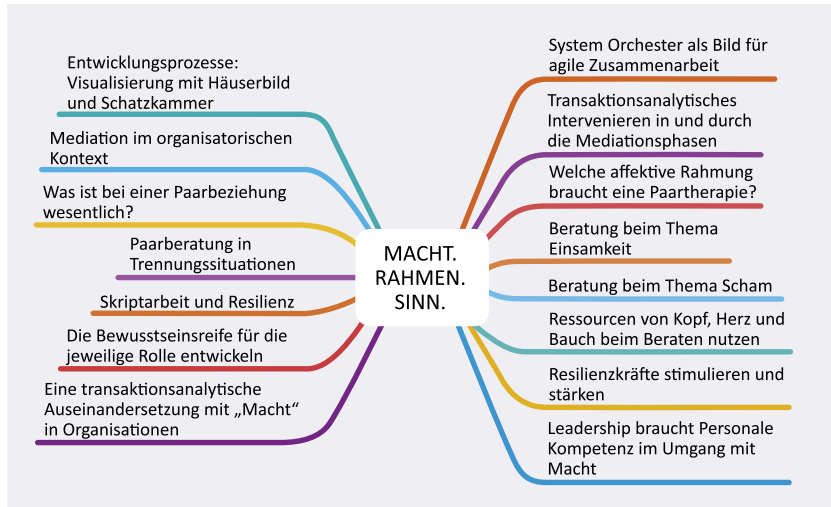 Entwicklungsprozesse:
Visualisierung mit Häuserbild
und Schatzkammer
Mediation im organisatorischen
Kontext
Was ist bei einer Paarbeziehung
wesentlich?
Paarberatung in
Trennungssituationen
Skriptarbeit und Resilienz
Die Bewusstseinsreife für die
jeweilige Rolle entwickeln
Eine transaktionsanalytische
Auseinandersetzung mit „Macht“
in Organisationen
MACHT.
RAHMEN.
SINN.
System Orchester als Bild für
agile Zusammenarbeit
Transaktionsanalytisches
Intervenieren in und durch
die Mediationsphasen
Welche affektive Rahmung
braucht eine Paartherapie?
Beratung beim Thema
Einsamkeit
Beratung beim Thema Scham
Ressourcen von Kopf, Herz und
Bauch beim Beraten nutzen
Resilienzkräfte stimulieren und
stärken
Leadership braucht Personale
Kompetenz im Umgang mit
Macht